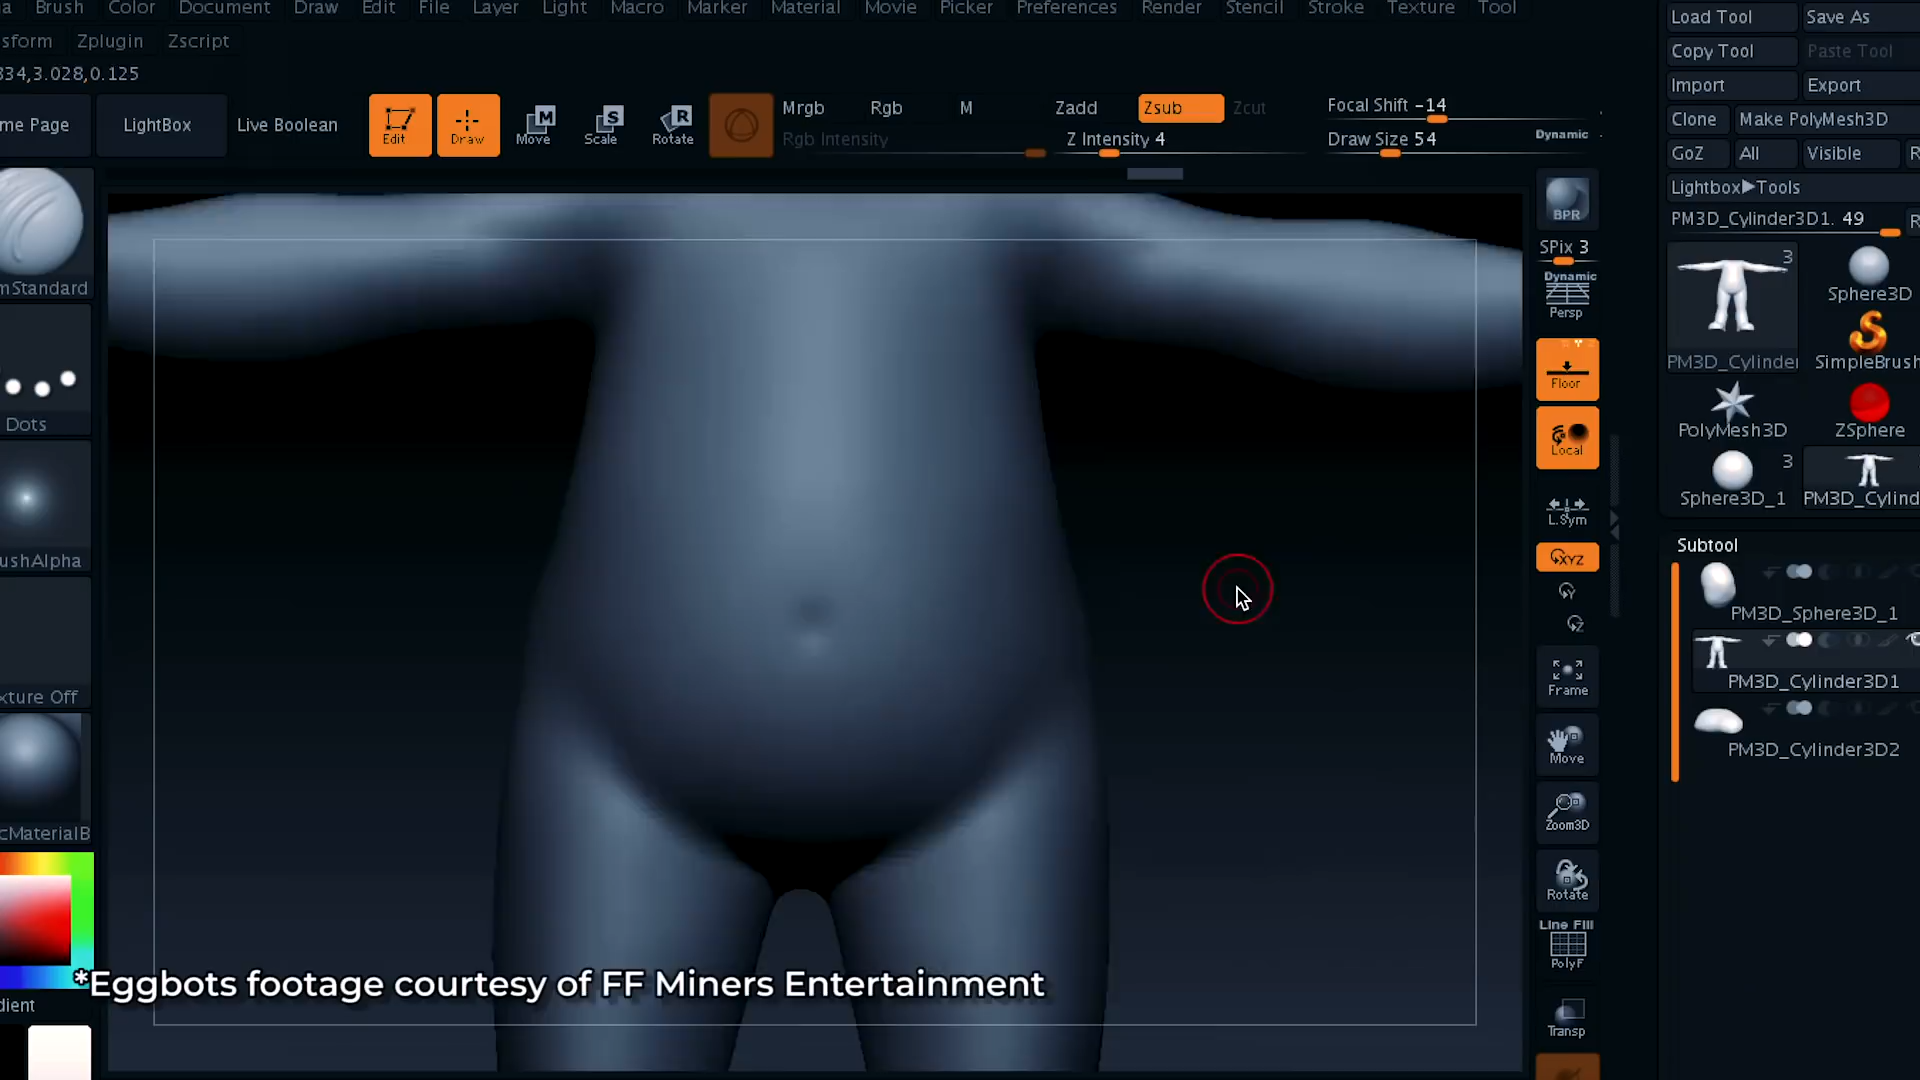 a Brush Color Document Draw Edit File Layer Light Macro Marker Material Movie Picker Preferences Render Stencil Stroke Texture Tool
sform Zplugin Zscript
334,3.028,0.125
me Page LightBox Live Boolean Edit Draw Move Scale Rotate
M S R
Mrgb Rgb M Zadd Zsub Zcut Focal Shift -14
Rgb Intensity Z Intensity 4 Draw Size 54 Dynamic
Load Tool Save As
Copy Tool Paste Tool
Import Export
Clone Make PolyMesh3D
GoZ All Visible R
Lightbox▶Tools
PM3D_Cylinder3D1. 49 R
3
Sphere3D
PM3D_Cylinder SimpleBrush
PolyMesh3D ZSphere
3
Sphere3D_1 PM3D_Cylind
Subtool
PM3D_Sphere3D_1
PM3D_Cylinder3D1
PM3D_Cylinder3D2
mStandard
Dots
ushAlpha
xture Off
cMaterialB
dient
BPR
SPix 3
Dynamic
Persp
Floor
Local
L.Sym
XYZ
Y
Z
Frame
Move
Zoom3D
Rotate
Line Fill
PolyF
Transp
*Eggbots footage courtesy of FF Miners Entertainment